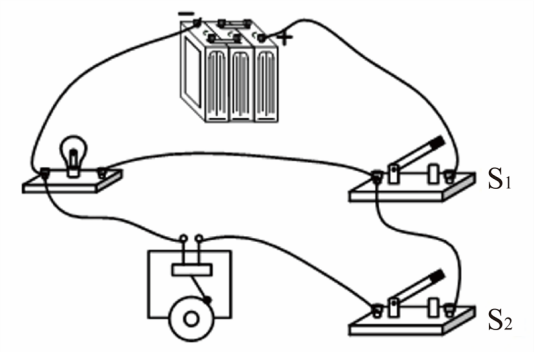 − +
S₁
S₂